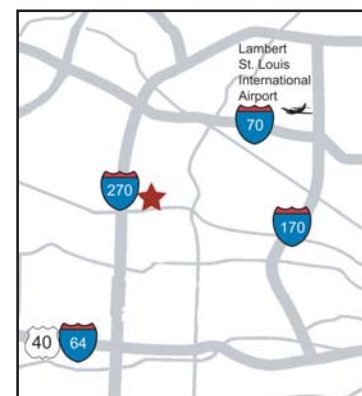 Lambert
St. Louis
International
Airport
70
270
170
40 64